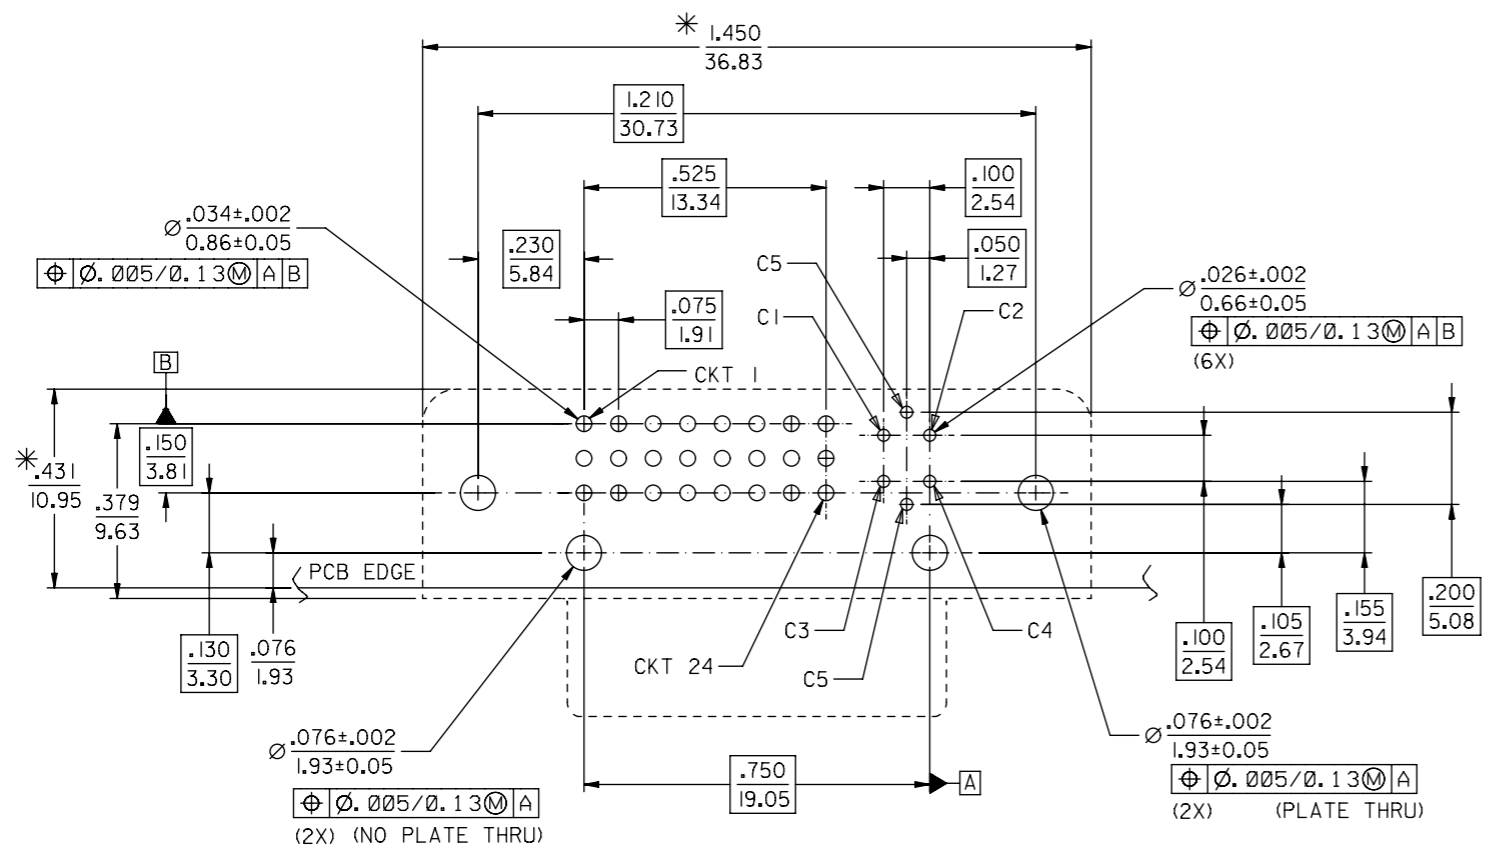 * 1.450
36.83
1.210
30.73
.525
13.34
.100
2.54
⌀ .034±.002
0.86±0.05
⌖ Ø.005/0.13Ⓜ A B
.230
5.84
.050
1.27
C5
⌀ .026±.002
0.66±0.05
.075
1.91
C1
C2
⌖ Ø.005/0.13Ⓜ A B
(6X)
B
CKT 1
.150
3.81
* .431
10.95
.379
9.63
PCB EDGE
.130
3.30
.076
1.93
C3
C4
CKT 24
C5
.100
2.54
.105
2.67
.155
3.94
.200
5.08
⌀ .076±.002
1.93±0.05
⌖ Ø.005/0.13Ⓜ A
(2X) (NO PLATE THRU)
.750
19.05
A
⌀ .076±.002
1.93±0.05
⌖ Ø.005/0.13Ⓜ A
(2X) (PLATE THRU)